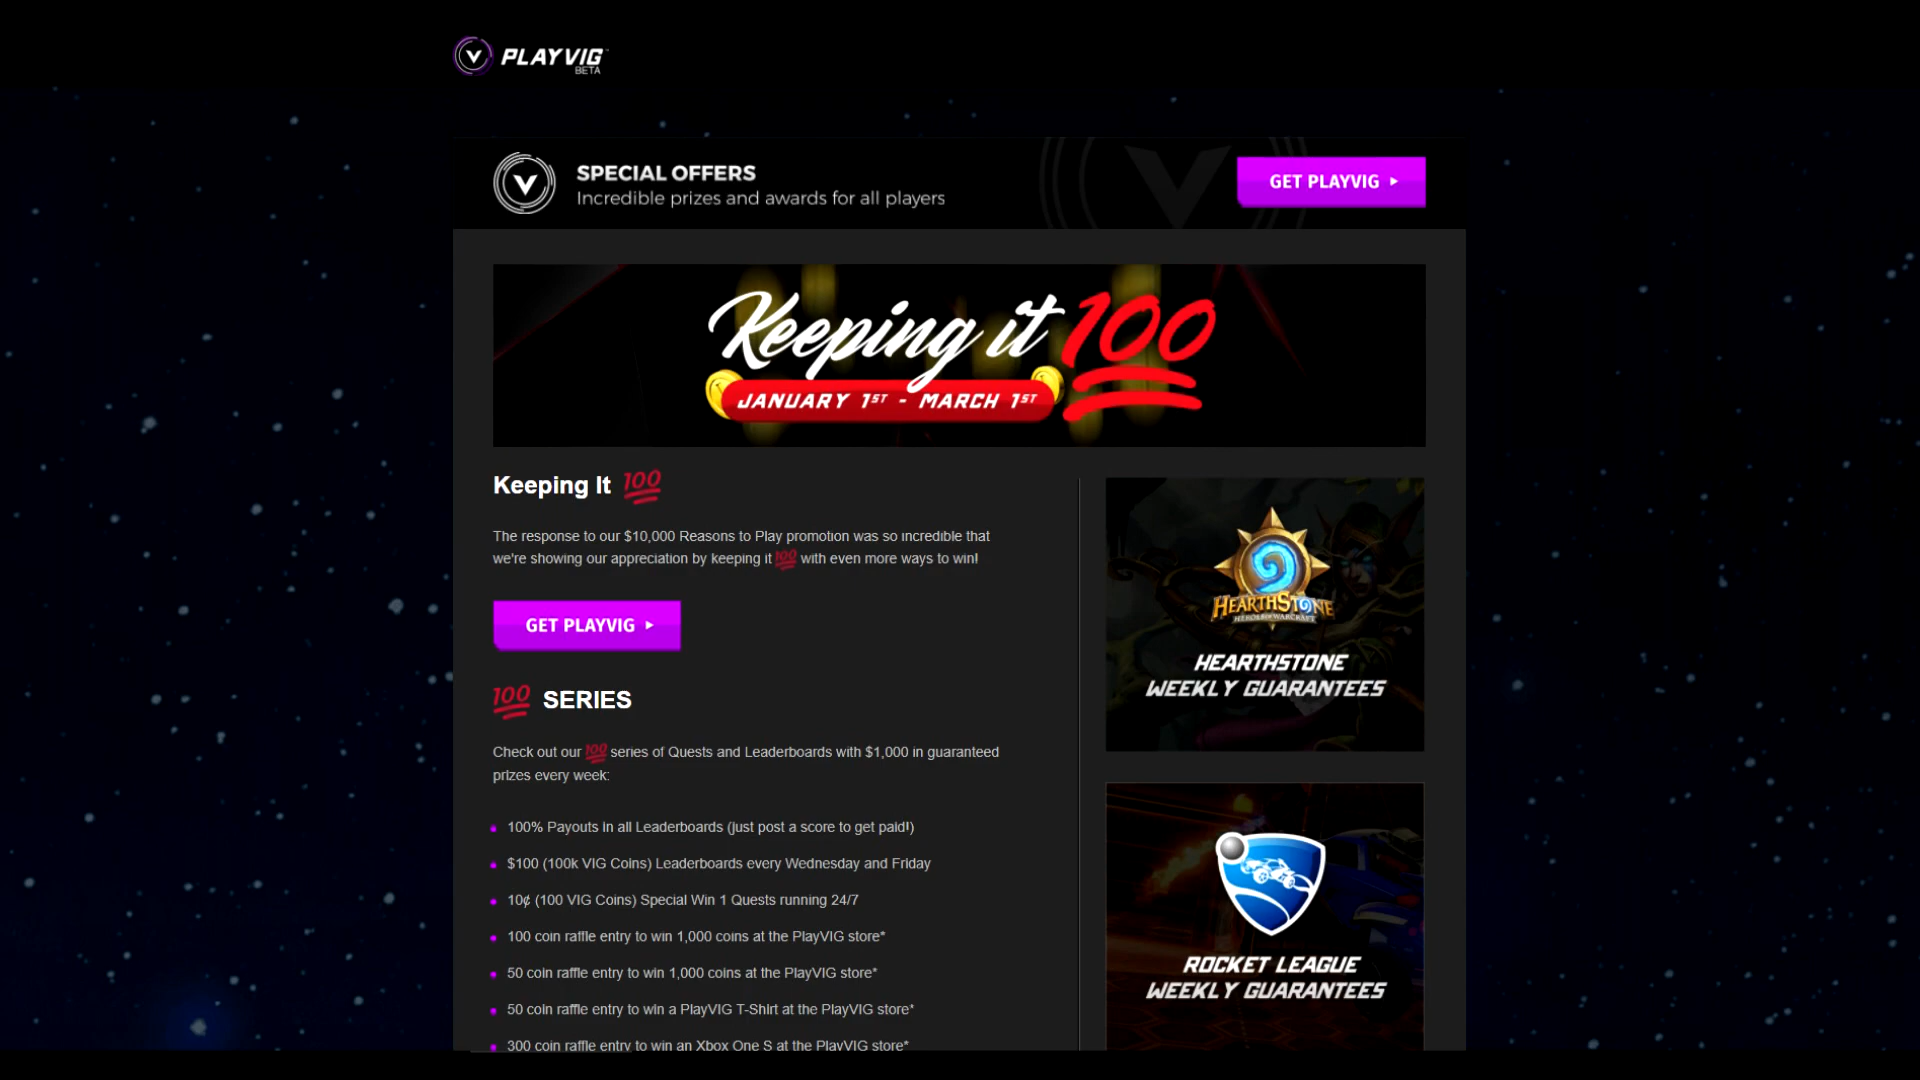 PLAYVIG™
BETA
SPECIAL OFFERS
Incredible prizes and awards for all players
GET PLAYVIG
Keeping it 100
JANUARY 1ST - MARCH 1ST
Keeping It 100
The response to our $10,000 Reasons to Play promotion was so incredible that
we're showing our appreciation by keeping it 100 with even more ways to win!
GET PLAYVIG
100 SERIES
Check out our 100 series of Quests and Leaderboards with $1,000 in guaranteed
prizes every week:
100% Payouts in all Leaderboards (just post a score to get paid!)
$100 (100k VIG Coins) Leaderboards every Wednesday and Friday
10¢ (100 VIG Coins) Special Win 1 Quests running 24/7
100 coin raffle entry to win 1,000 coins at the PlayVIG store*
50 coin raffle entry to win 1,000 coins at the PlayVIG store*
50 coin raffle entry to win a PlayVIG T-Shirt at the PlayVIG store*
300 coin raffle entry to win an Xbox One S at the PlayVIG store*
HEARTHSTONE
HEROES OF WARCRAFT
HEARTHSTONE
WEEKLY GUARANTEES
ROCKET LEAGUE
WEEKLY GUARANTEES